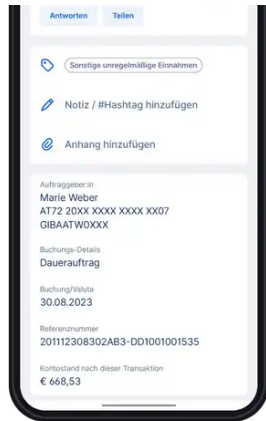 Antworten
Teilen
Sonstige unregelmäßige Einnahmen
Notiz / #Hashtag hinzufügen
Anhang hinzufügen
Auftraggeber:in
Marie Weber
AT72 20XX XXXX XXXX XX07
GIBAATW0XXX
Buchungs-Details
Dauerauftrag
Buchung/Valuta
30.08.2023
Referenznummer
201112308302AB3-DD1001001535
Kontostand nach dieser Transaktion
€ 668,53